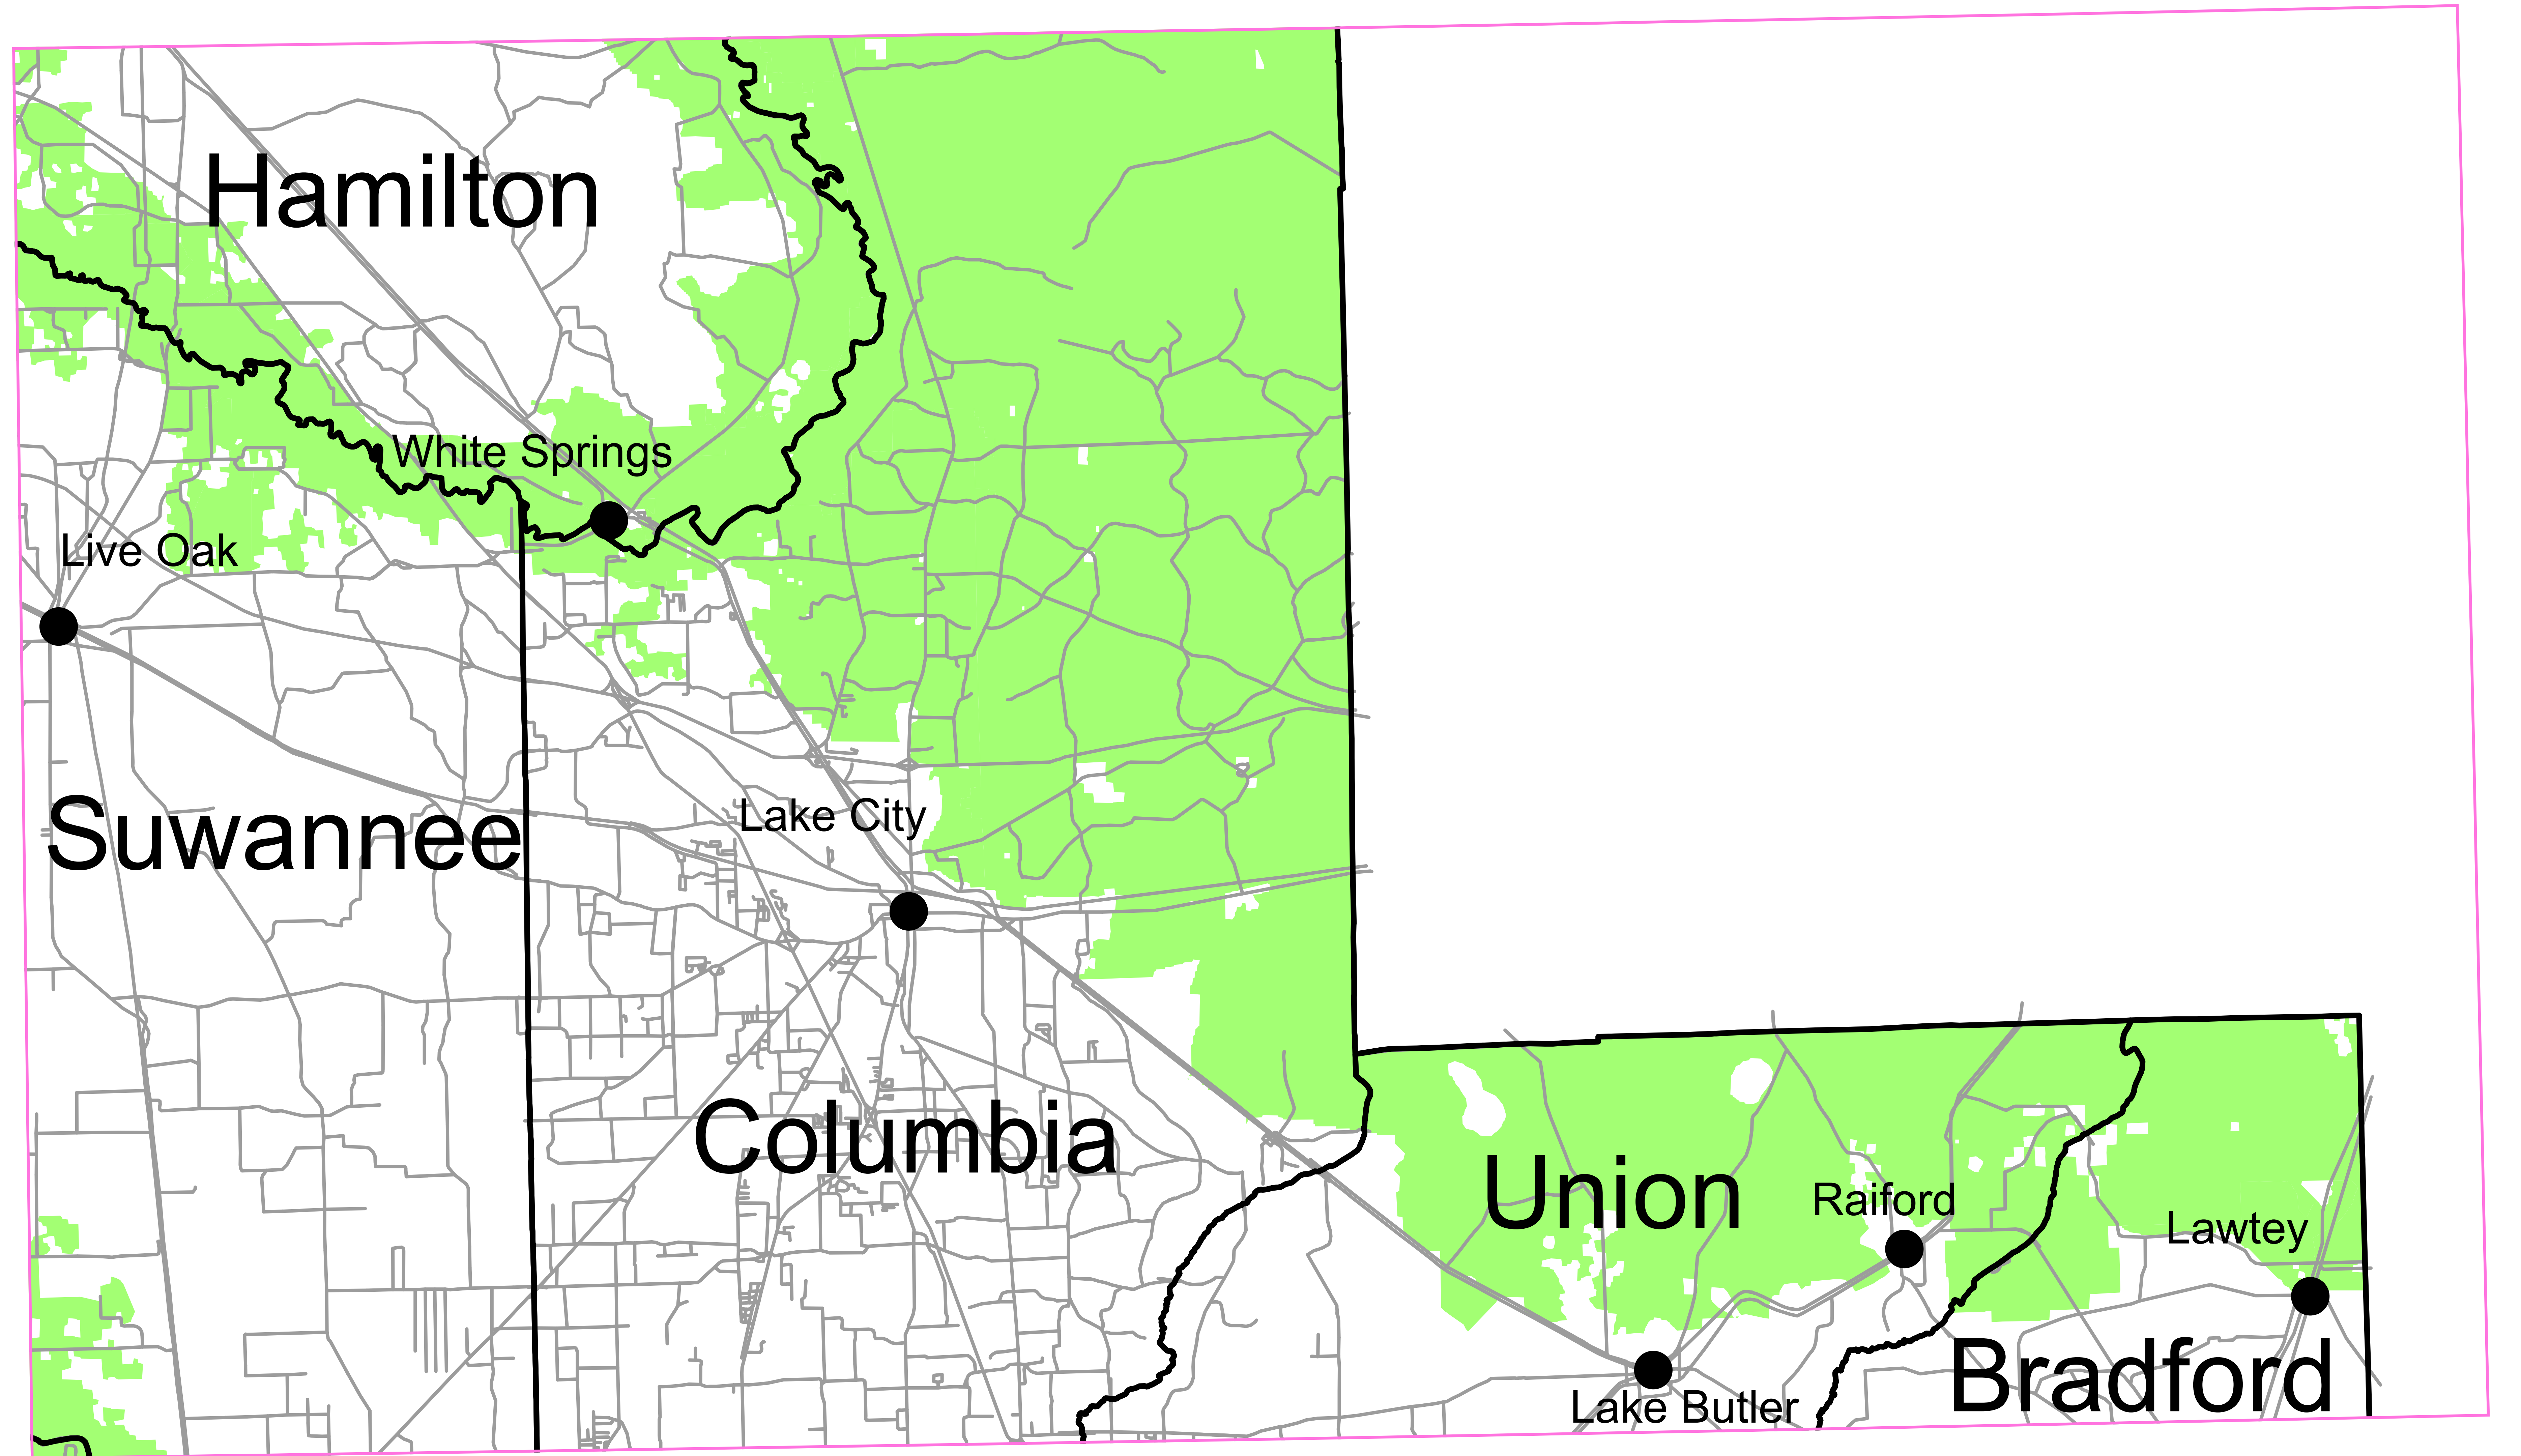 Hamilton
White Springs
Live Oak
Suwannee
Lake City
Columbia
Union
Raiford
Lawtey
Bradford
Lake Butler